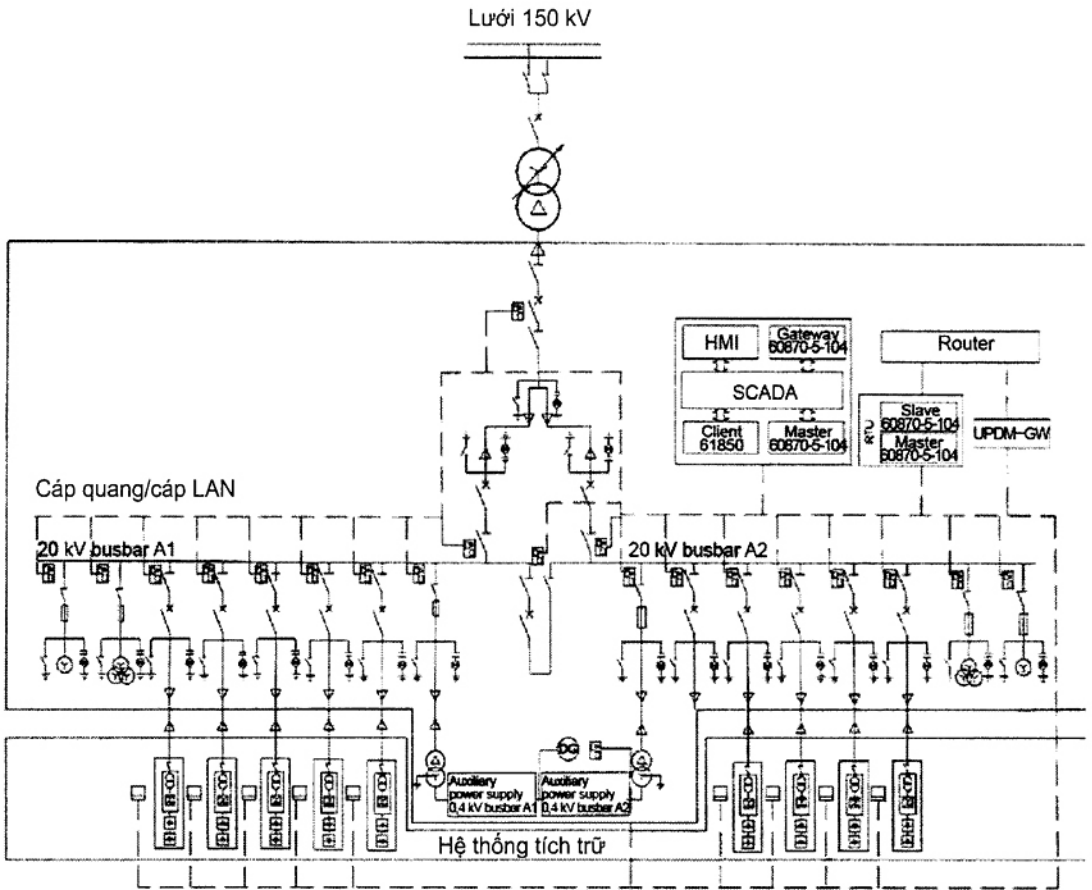 Lưới 150 kV
HMI
Gateway
60870-5-104
SCADA
Client
61850
Master
60870-5-104
Router
RTU
Slave
60870-5-104
Master
60870-5-104
UPDM-GW
Cáp quang/cáp LAN
20 kV busbar A1
20 kV busbar A2
DG
Auxiliary
power supply
0,4 kV busbar A1
Auxiliary
power supply
0,4 kV busbar A2
Hệ thống tích trữ